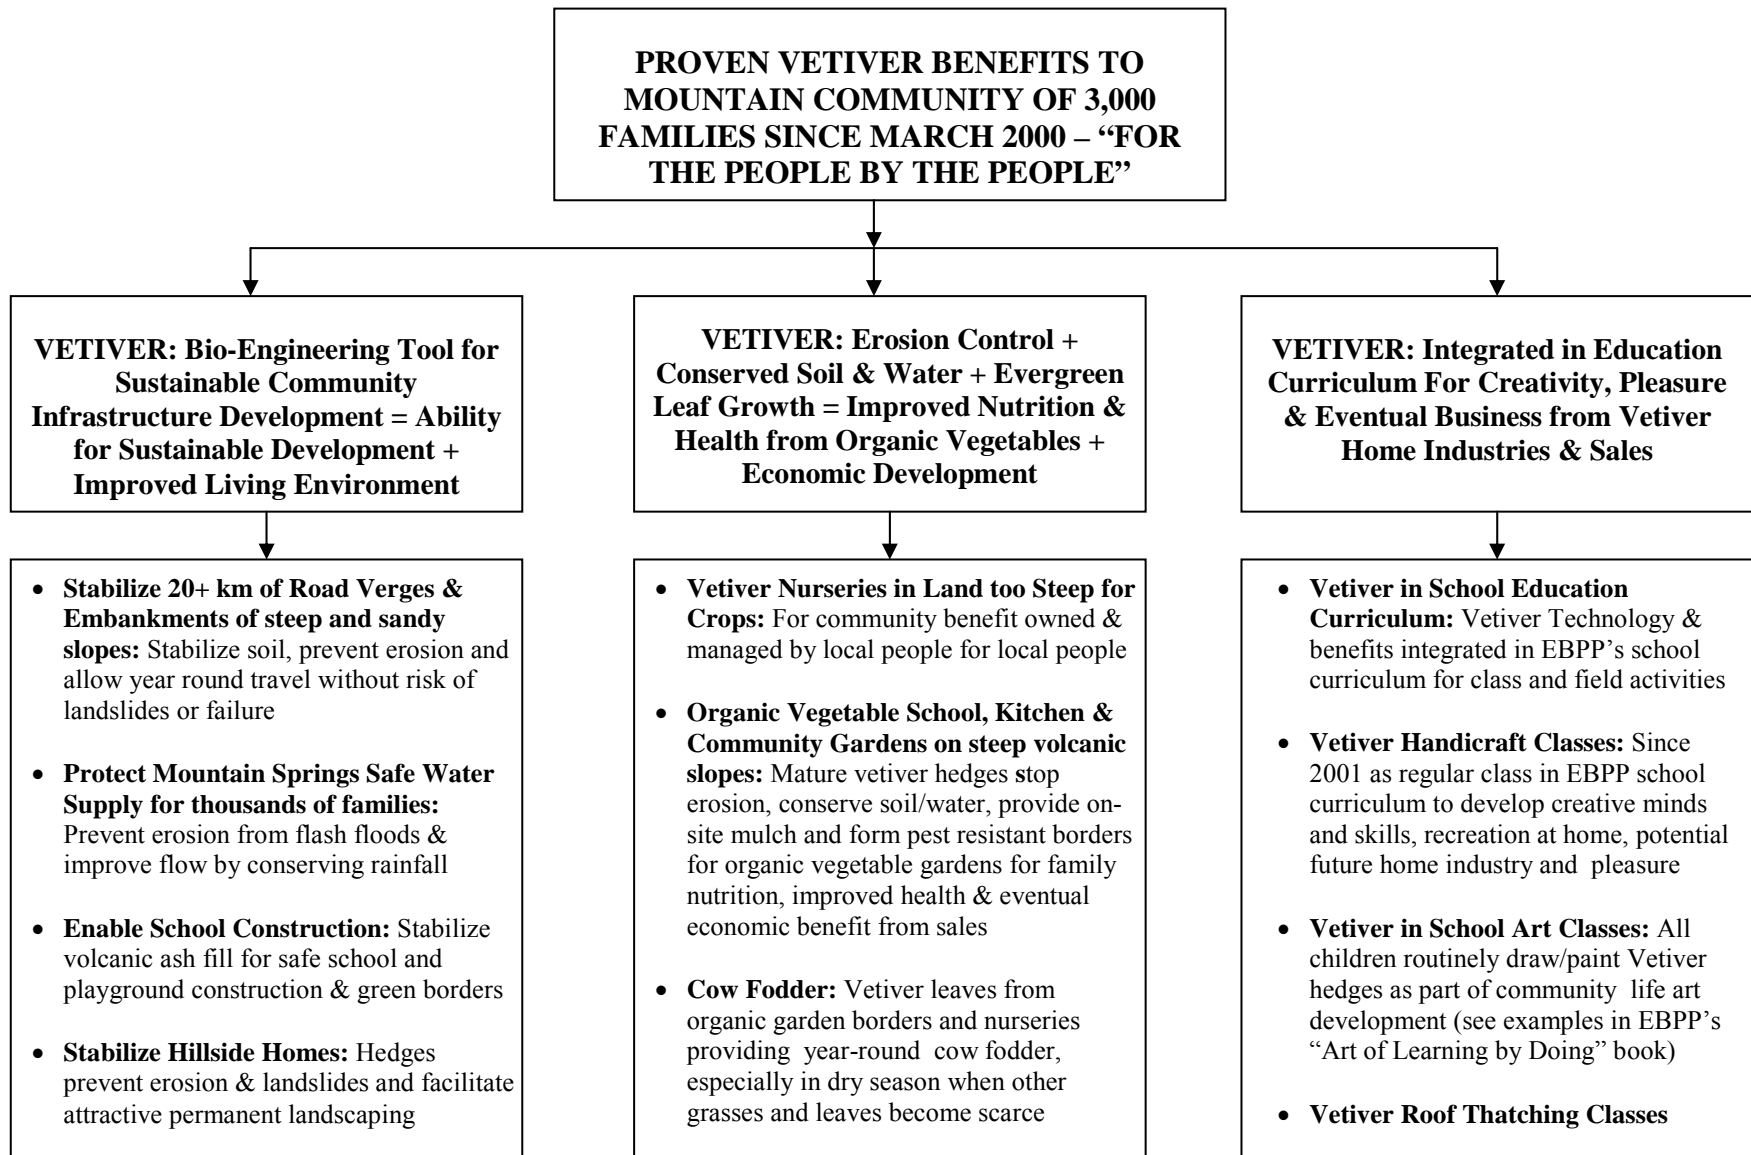 PROVEN VETIVER BENEFITS TO
MOUNTAIN COMMUNITY OF 3,000
FAMILIES SINCE MARCH 2000 – “FOR
THE PEOPLE BY THE PEOPLE”
VETIVER: Bio-Engineering Tool for
Sustainable Community
Infrastructure Development = Ability
for Sustainable Development +
Improved Living Environment
VETIVER: Erosion Control +
Conserved Soil & Water + Evergreen
Leaf Growth = Improved Nutrition &
Health from Organic Vegetables +
Economic Development
VETIVER: Integrated in Education
Curriculum For Creativity, Pleasure
& Eventual Business from Vetiver
Home Industries & Sales
• Stabilize 20+ km of Road Verges &
Embankments of steep and sandy
slopes: Stabilize soil, prevent erosion and
allow year round travel without risk of
landslides or failure
• Protect Mountain Springs Safe Water
Supply for thousands of families:
Prevent erosion from flash floods &
improve flow by conserving rainfall
• Enable School Construction: Stabilize
volcanic ash fill for safe school and
playground construction & green borders
• Stabilize Hillside Homes: Hedges
prevent erosion & landslides and facilitate
attractive permanent landscaping
• Vetiver Nurseries in Land too Steep for
Crops: For community benefit owned &
managed by local people for local people
• Organic Vegetable School, Kitchen &
Community Gardens on steep volcanic
slopes: Mature vetiver hedges stop
erosion, conserve soil/water, provide on-
site mulch and form pest resistant borders
for organic vegetable gardens for family
nutrition, improved health & eventual
economic benefit from sales
• Cow Fodder: Vetiver leaves from
organic garden borders and nurseries
providing year-round cow fodder,
especially in dry season when other
grasses and leaves become scarce
• Vetiver in School Education
Curriculum: Vetiver Technology &
benefits integrated in EBPP’s school
curriculum for class and field activities
• Vetiver Handicraft Classes: Since
2001 as regular class in EBPP school
curriculum to develop creative minds
and skills, recreation at home, potential
future home industry and pleasure
• Vetiver in School Art Classes: All
children routinely draw/paint Vetiver
hedges as part of community life art
development (see examples in EBPP’s
“Art of Learning by Doing” book)
• Vetiver Roof Thatching Classes